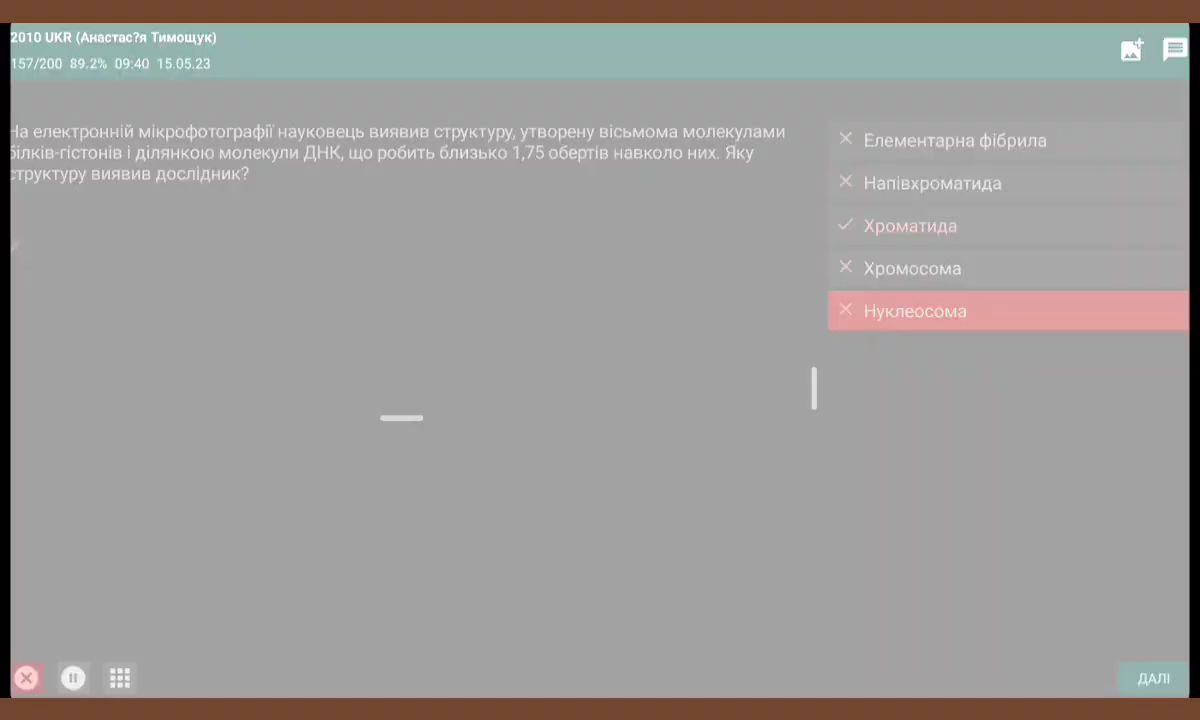 2010 UKR (Анастас?я Тимощук)
157/200 89.2% 09:40 15.05.23
На електронній мікрофотографії науковець виявив структуру, утворену вісьмома молекулами
білків-гістонів і ділянкою молекули ДНК, що робить близько 1,75 обертів навколо них. Яку
структуру виявив дослідник?
Елементарна фібрила
Напівхроматида
Хроматида
Хромосома
Нуклеосома
ДАЛІ